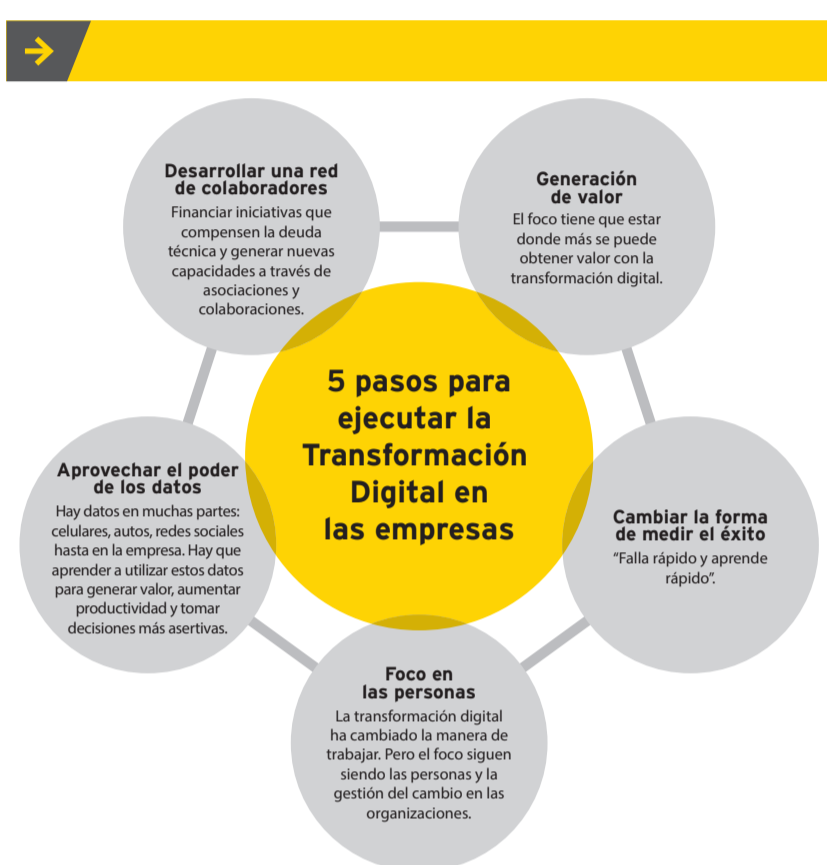 Desarrollar una red
de colaboradores
Financiar iniciativas que
compensen la deuda
técnica y generar nuevas
capacidades a través de
asociaciones y
colaboraciones.
Generación
de valor
El foco tiene que estar
donde más se puede
obtener valor con la
transformación digital.
5 pasos para
ejecutar la
Transformación
Digital en
las empresas
Aprovechar el poder
de los datos
Hay datos en muchas partes:
celulares, autos, redes sociales
hasta en la empresa. Hay que
aprender a utilizar estos datos
para generar valor, aumentar
productividad y tomar
decisiones más asertivas.
Cambiar la forma
de medir el éxito
“Falla rápido y aprende
rápido”.
Foco en
las personas
La transformación digital
ha cambiado la manera de
trabajar. Pero el foco siguen
siendo las personas y la
gestión del cambio en las
organizaciones.